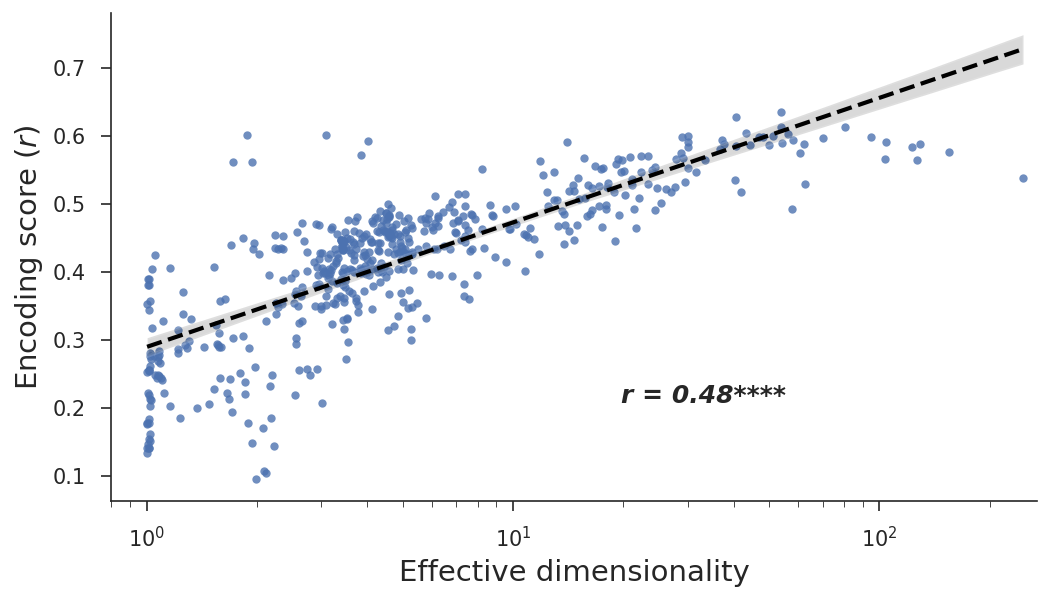 Encoding score (r)
0.7
0.6
0.5
0.4
0.3
0.2
0.1
r = 0.48****
10⁰ 10¹ 10²
Effective dimensionality